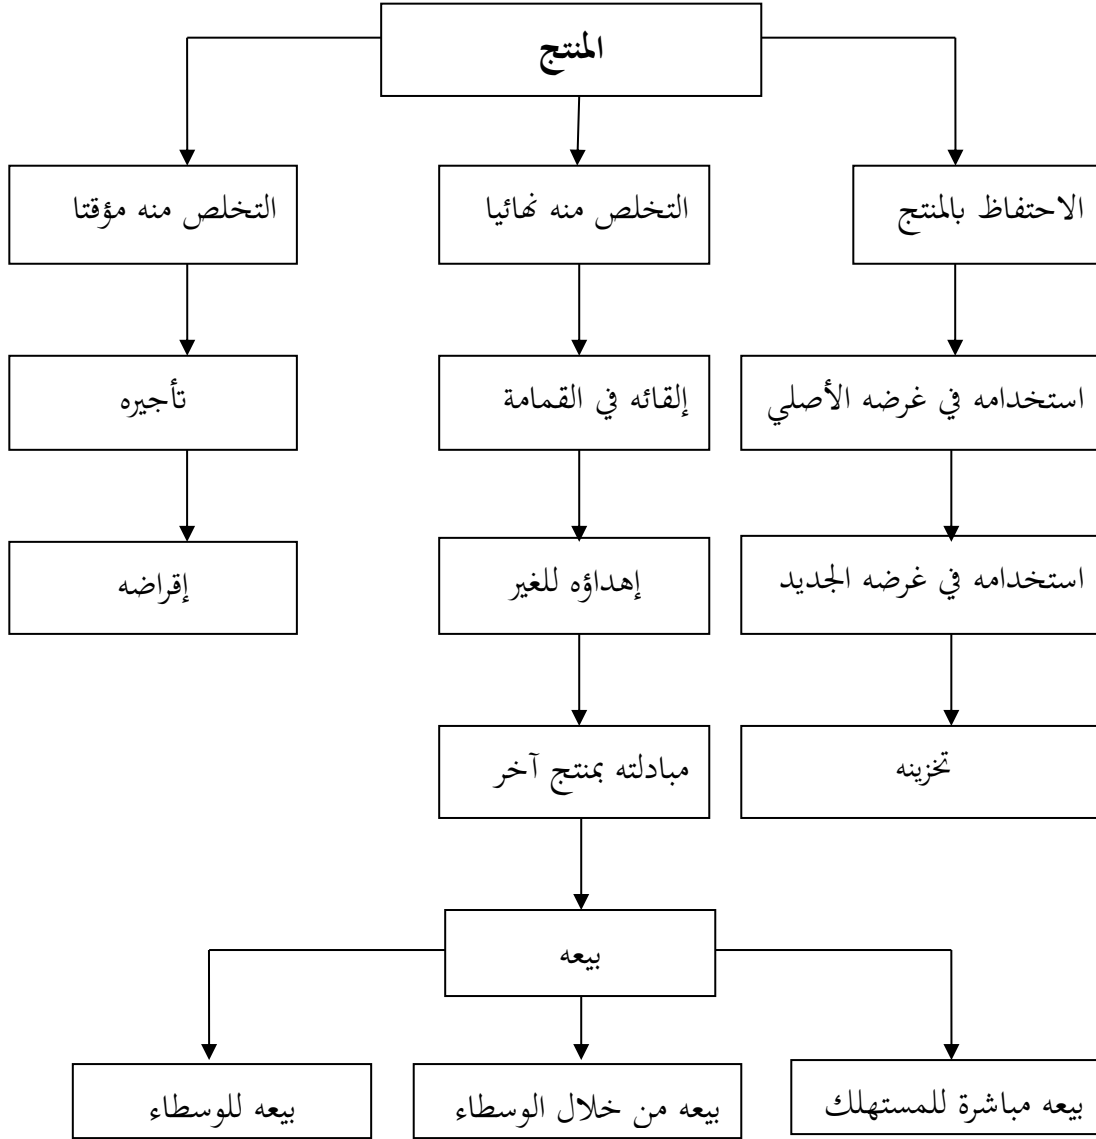 المنتج
الاحتفاظ بالمنتج
التخلص منه نهائيا
التخلص منه مؤقتا
استخدامه في غرضه الأصلي
إلقائه في القمامة
تأجيره
استخدامه في غرضه الجديد
إهداؤه للغير
إقراضه
تخزينه
مبادلته بمنتج آخر
بيعه
بيعه مباشرة للمستهلك
بيعه من خلال الوسطاء
بيعه للوسطاء